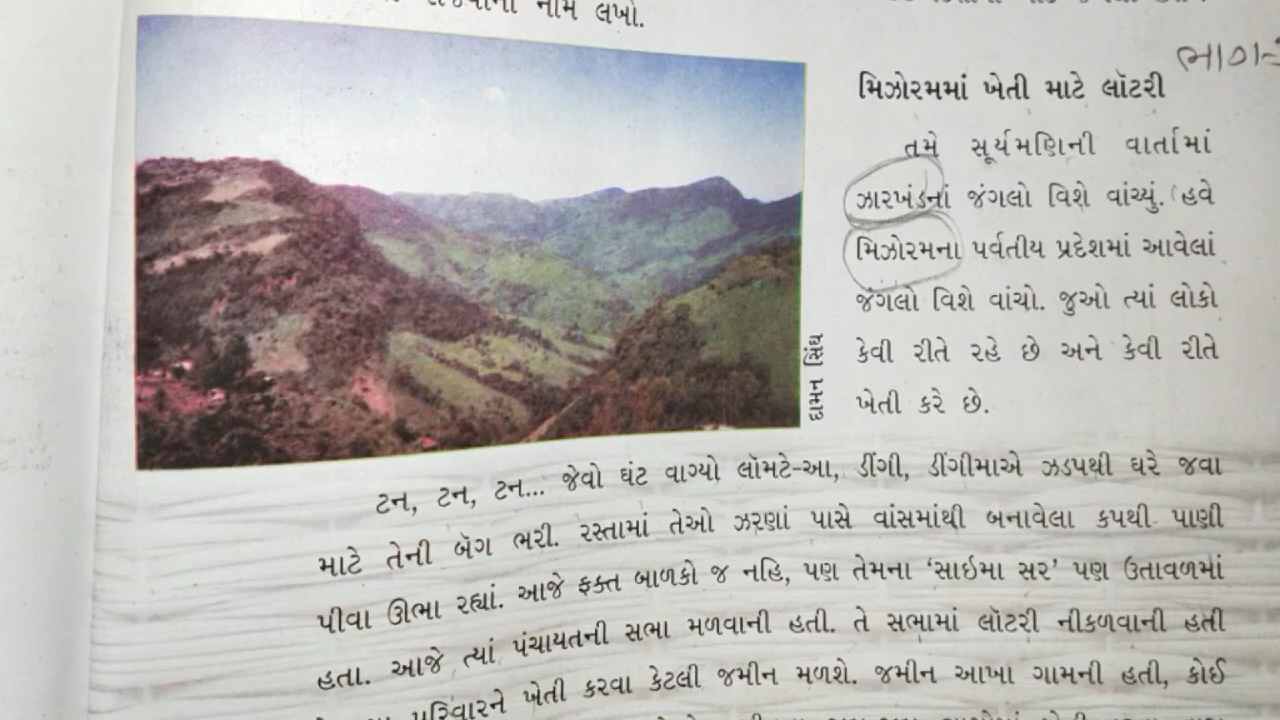 નામ લખો.
ભાગ-
મિઝોરમમાં ખેતી માટે લૉટરી
તમે સૂર્યમણિની વાર્તામાં
ઝારખંડનાં જંગલો વિશે વાંચ્યું. હવે
મિઝોરમના પર્વતીય પ્રદેશમાં આવેલાં
જંગલો વિશે વાંચો. જુઓ ત્યાં લોકો
કેવી રીતે રહે છે અને કેવી રીતે
ખેતી કરે છે.
દામન સિંઘ
ટન, ટન, ટન... જેવો ઘંટ વાગ્યો લૉમટે-આ, ડીંગી, ડીંગીમાએ ઝડપથી ઘરે જવા
માટે તેની બૅગ ભરી. રસ્તામાં તેઓ ઝરણાં પાસે વાંસમાંથી બનાવેલા કપથી પાણી
પીવા ઊભા રહ્યાં. આજે ફક્ત બાળકો જ નહિ, પણ તેમના ‘સાઇમા સર’ પણ ઉતાવળમાં
હતા. આજે ત્યાં પંચાયતની સભા મળવાની હતી. તે સભામાં લૉટરી નીકળવાની હતી
પરિવારને ખેતી કરવા કેટલી જમીન મળશે. જમીન આખા ગામની હતી, કોઈ